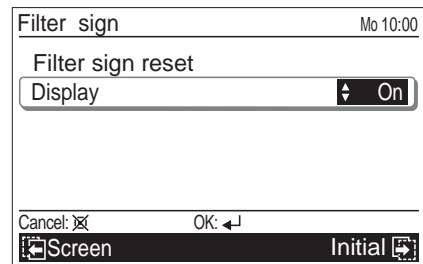 Filter sign Mo 10:00
Filter sign reset
Display On
Cancel: OK:
Screen Initial